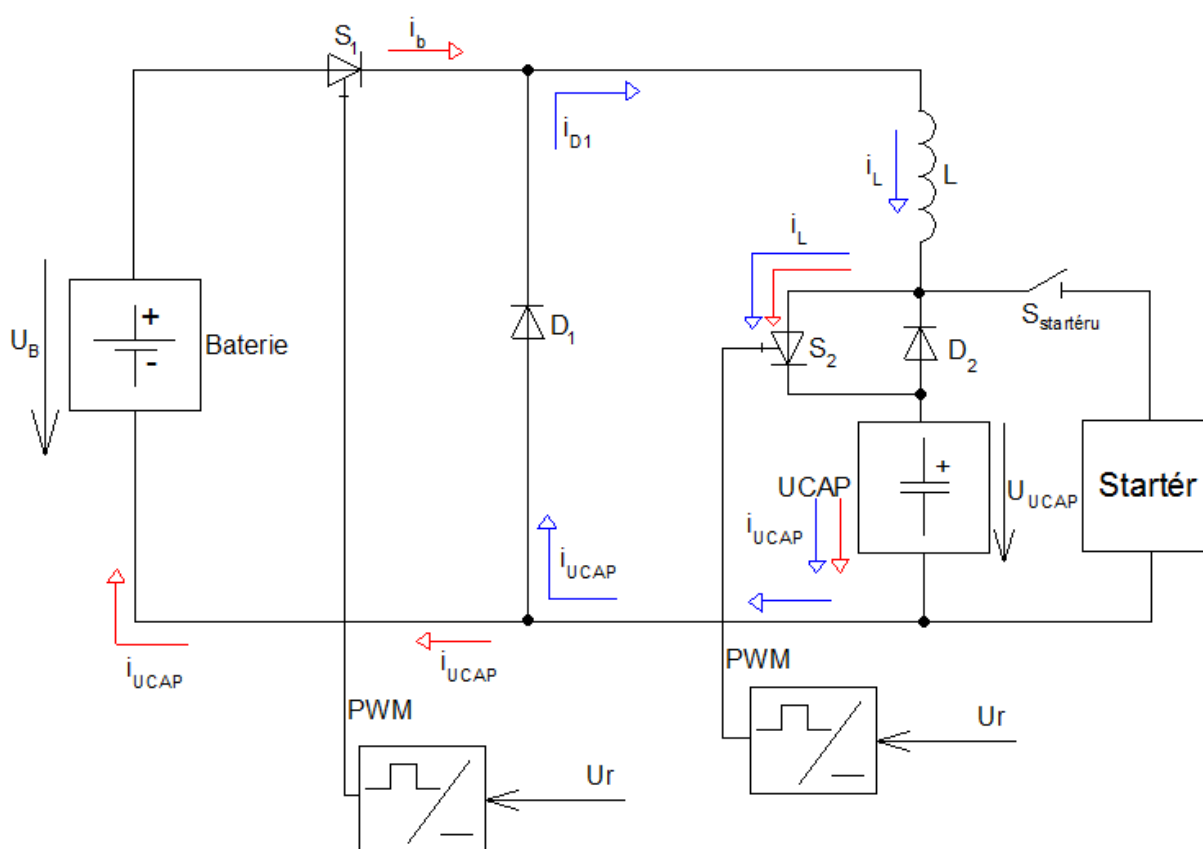 S1
ib
iD1
iL
L
iL
Sstartéru
UB
+
-
Baterie
D1
S2
D2
+
UCAP
UUCAP
Startér
iUCAP
iUCAP
iUCAP
iUCAP
PWM
PWM
Ur
Ur